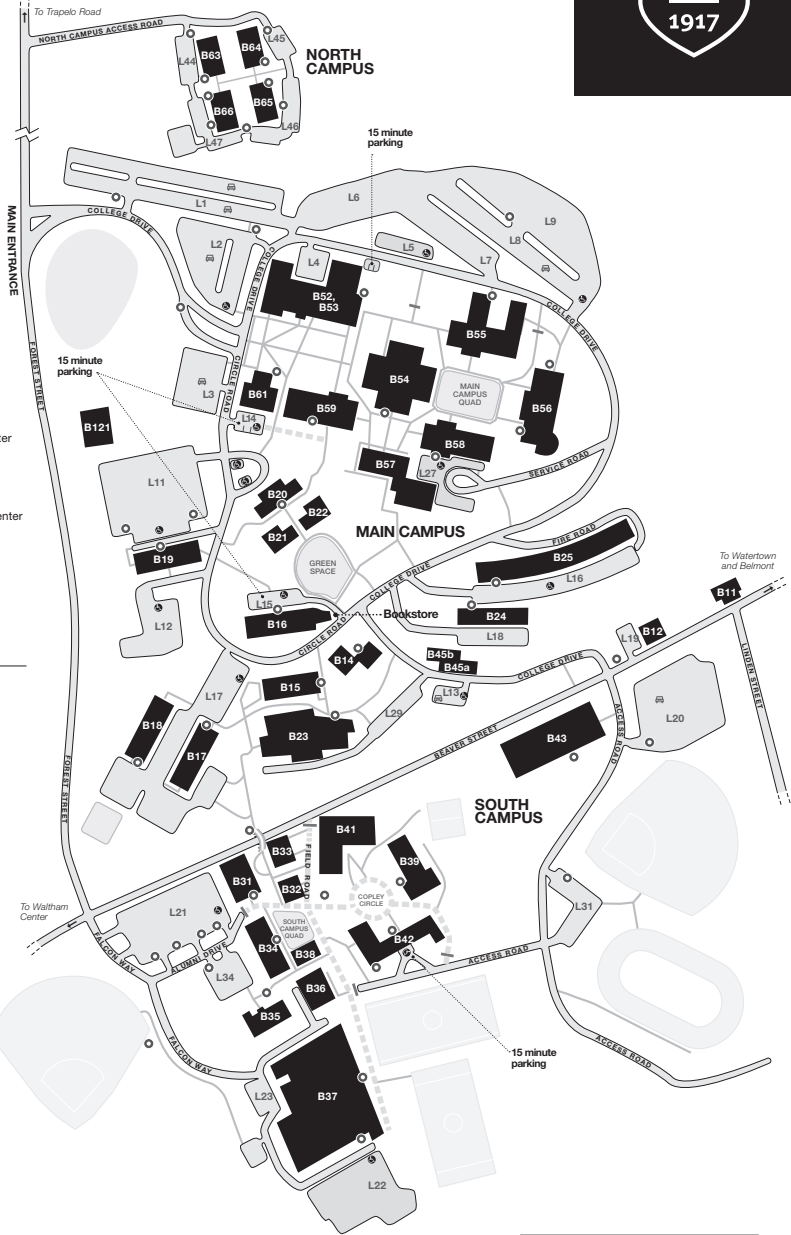 To Trapelo Road
1917
NORTH CAMPUS ACCESS ROAD
NORTH
CAMPUS
L44
B63
B64
L45
B66
B65
L46
L47
15 minute
parking
MAIN ENTRANCE
COLLEGE DRIVE
L1
L6
L9
L8
L7
L5
L2
L4
COLLEGE DRIVE
B52,
B53
B55
COLLEGE DRIVE
FOREST STREET
15 minute
parking
L3
CIRCLE ROAD
B61
B59
B54
MAIN
CAMPUS
QUAD
B56
L14
B121
ter
B58
B57
L27
SERVICE ROAD
L11
B20
B22
B21
enter
MAIN CAMPUS
FIRE ROAD
B25
B19
GREEN
SPACE
COLLEGE DRIVE
L16
To Watertown
and Belmont
B11
L15
Bookstore
B16
CIRCLE ROAD
B24
L18
L12
L19
B12
B14
B45b
B45a
COLLEGE DRIVE
LINDEN STREET
L17
B15
L13
L29
ACCESS ROAD
L20
B18
B17
B23
BEAVER STREET
B43
FOREST STREET
SOUTH
CAMPUS
B41
B33
FIELD ROAD
B39
B31
B32
COPLEY
CIRCLE
L21
To Waltham
Center
SOUTH
CAMPUS
QUAD
L31
B34
B38
B42
FALCON WAY
ALUMNI DRIVE
L34
ACCESS ROAD
B36
B35
FALCON WAY
15 minute
parking
ACCESS ROAD
L23
B37
L22